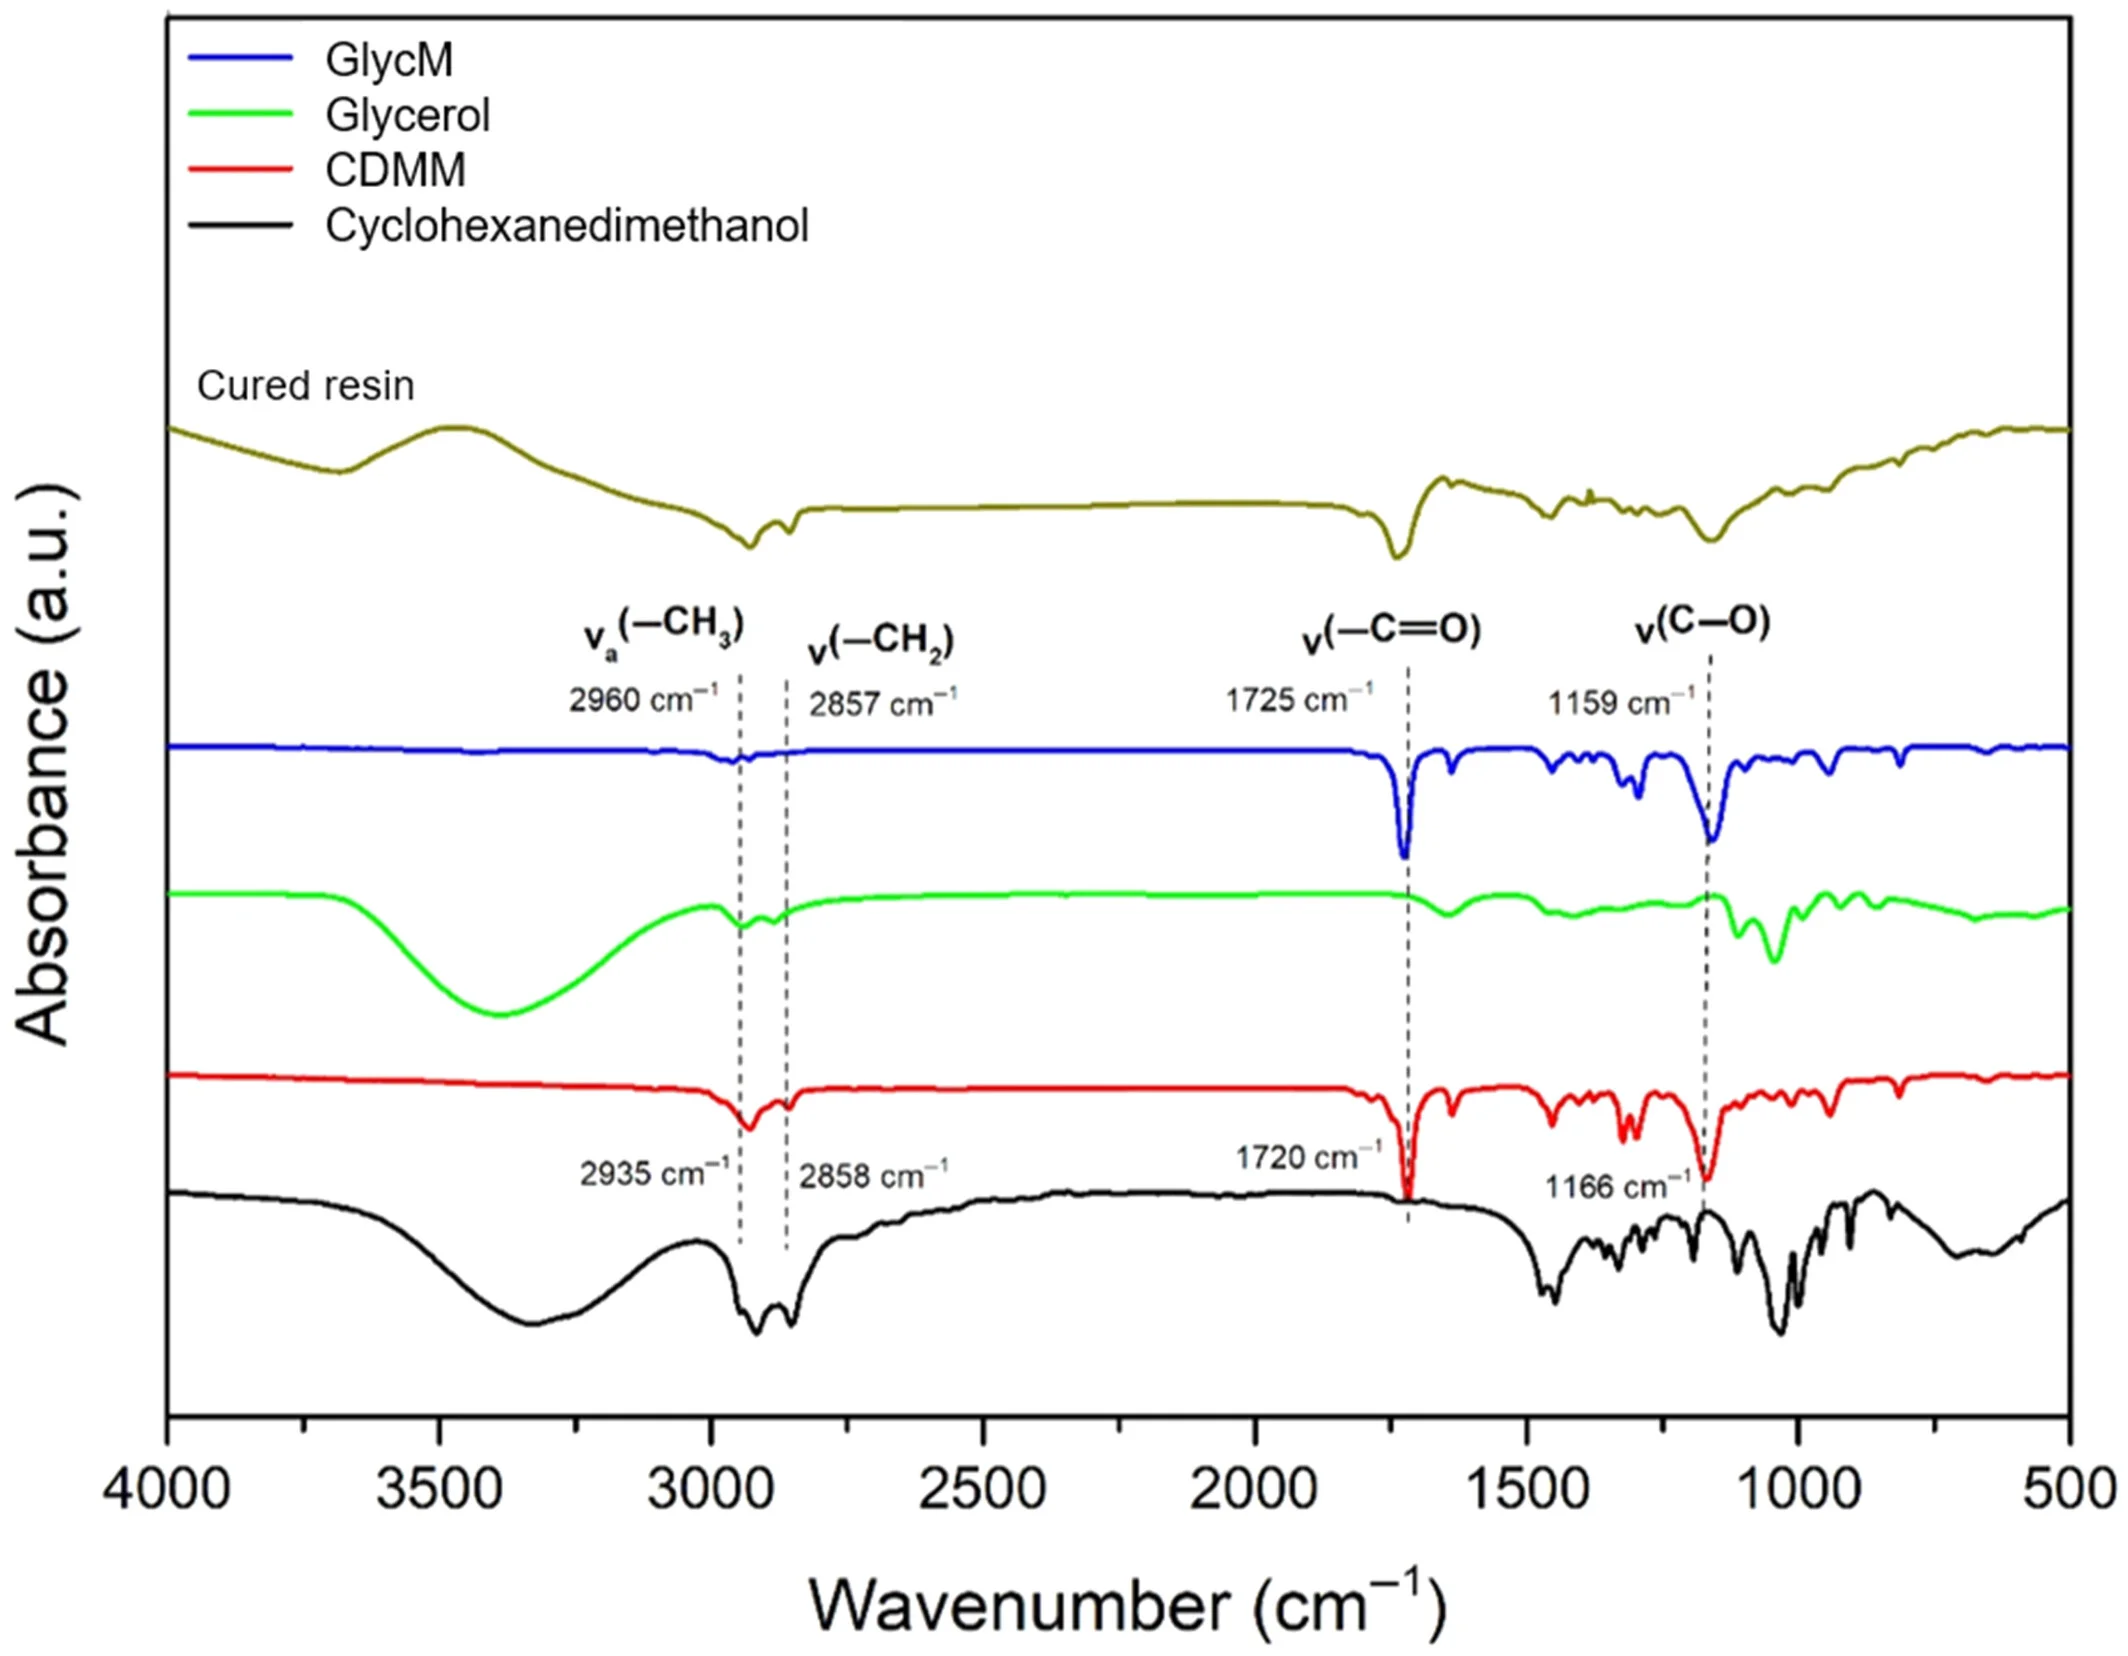 GlycM
Glycerol
CDMM
Cyclohexanedimethanol
Cured resin
νₐ(—CH₃)
ν(—CH₂)
ν(—C=O)
ν(C—O)
2960 cm⁻¹
2857 cm⁻¹
1725 cm⁻¹
1159 cm⁻¹
2935 cm⁻¹
2858 cm⁻¹
1720 cm⁻¹
1166 cm⁻¹
Absorbance (a.u.)
4000 3500 3000 2500 2000 1500 1000 500
Wavenumber (cm⁻¹)